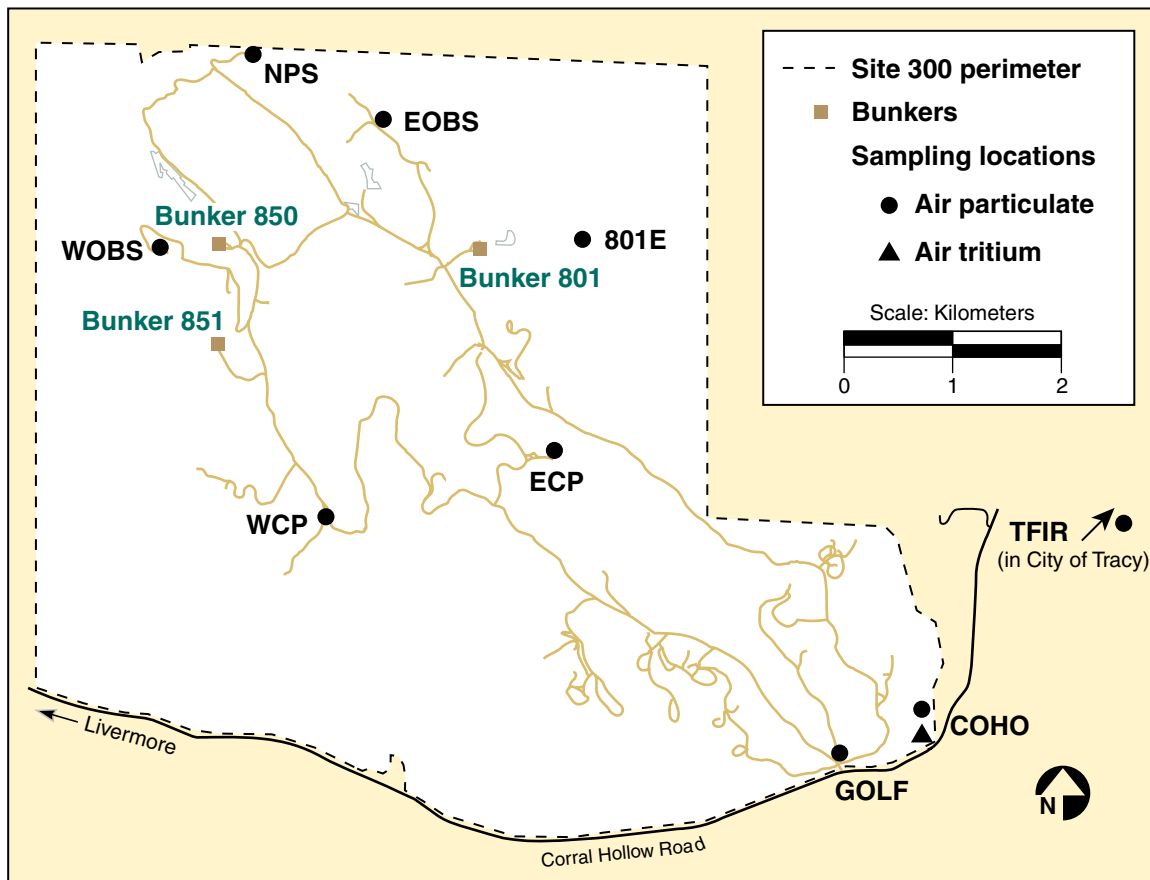 NPS
EOBS
Bunker 850
WOBS
801E
Bunker 801
Bunker 851
ECP
WCP
TFIR
(in City of Tracy)
COHO
GOLF
Livermore
Corral Hollow Road
N
Site 300 perimeter
Bunkers
Sampling locations
Air particulate
Air tritium
Scale: Kilometers
0 1 2